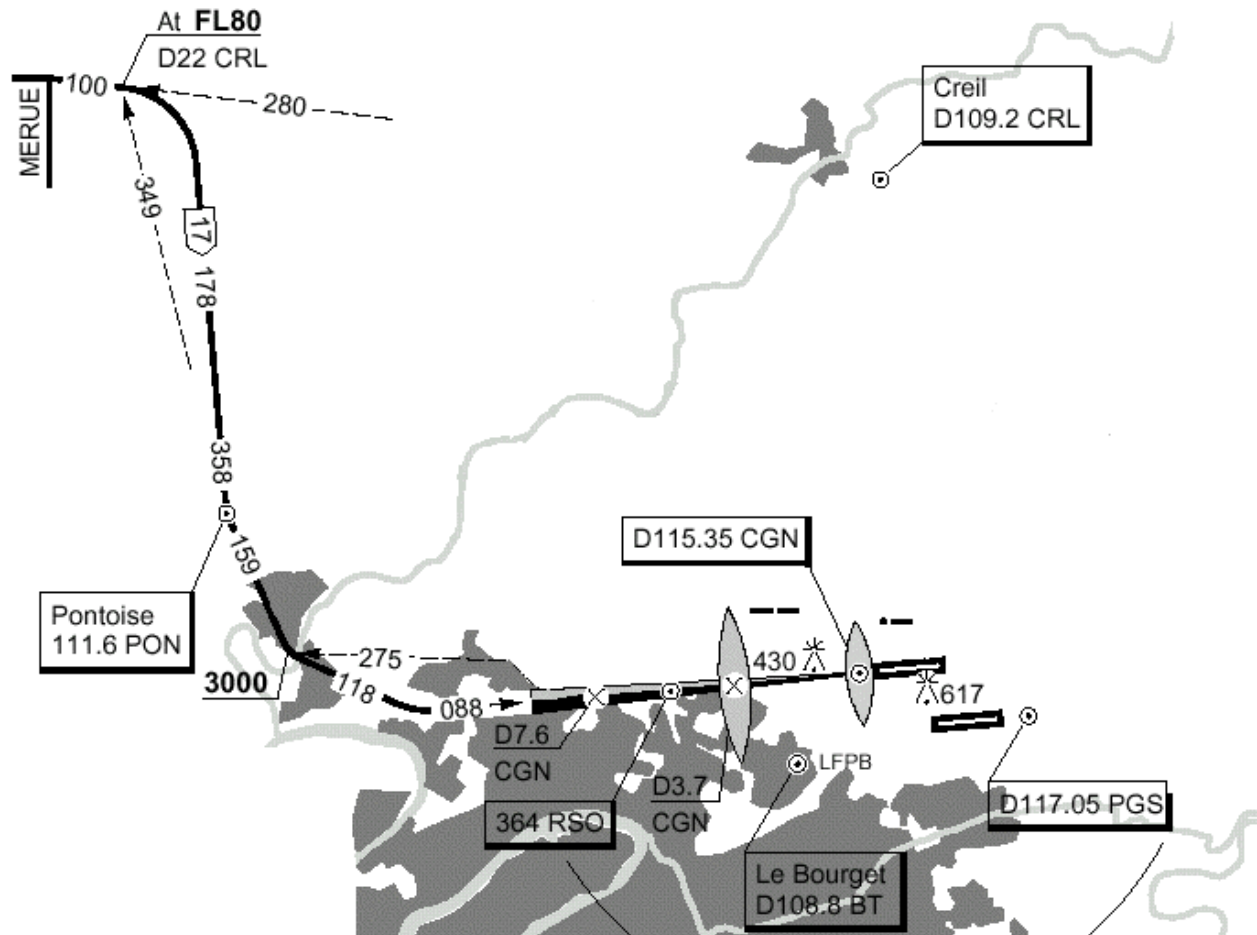 At FL80
D22 CRL
100
280
MERUE
Creil
D109.2 CRL
349
17
178
358
D115.35 CGN
159
Pontoise
111.6 PON
275
430
3000
118
617
088
D7.6
CGN
LFPB
D3.7
CGN
364 RSO
D117.05 PGS
Le Bourget
D108.8 BT